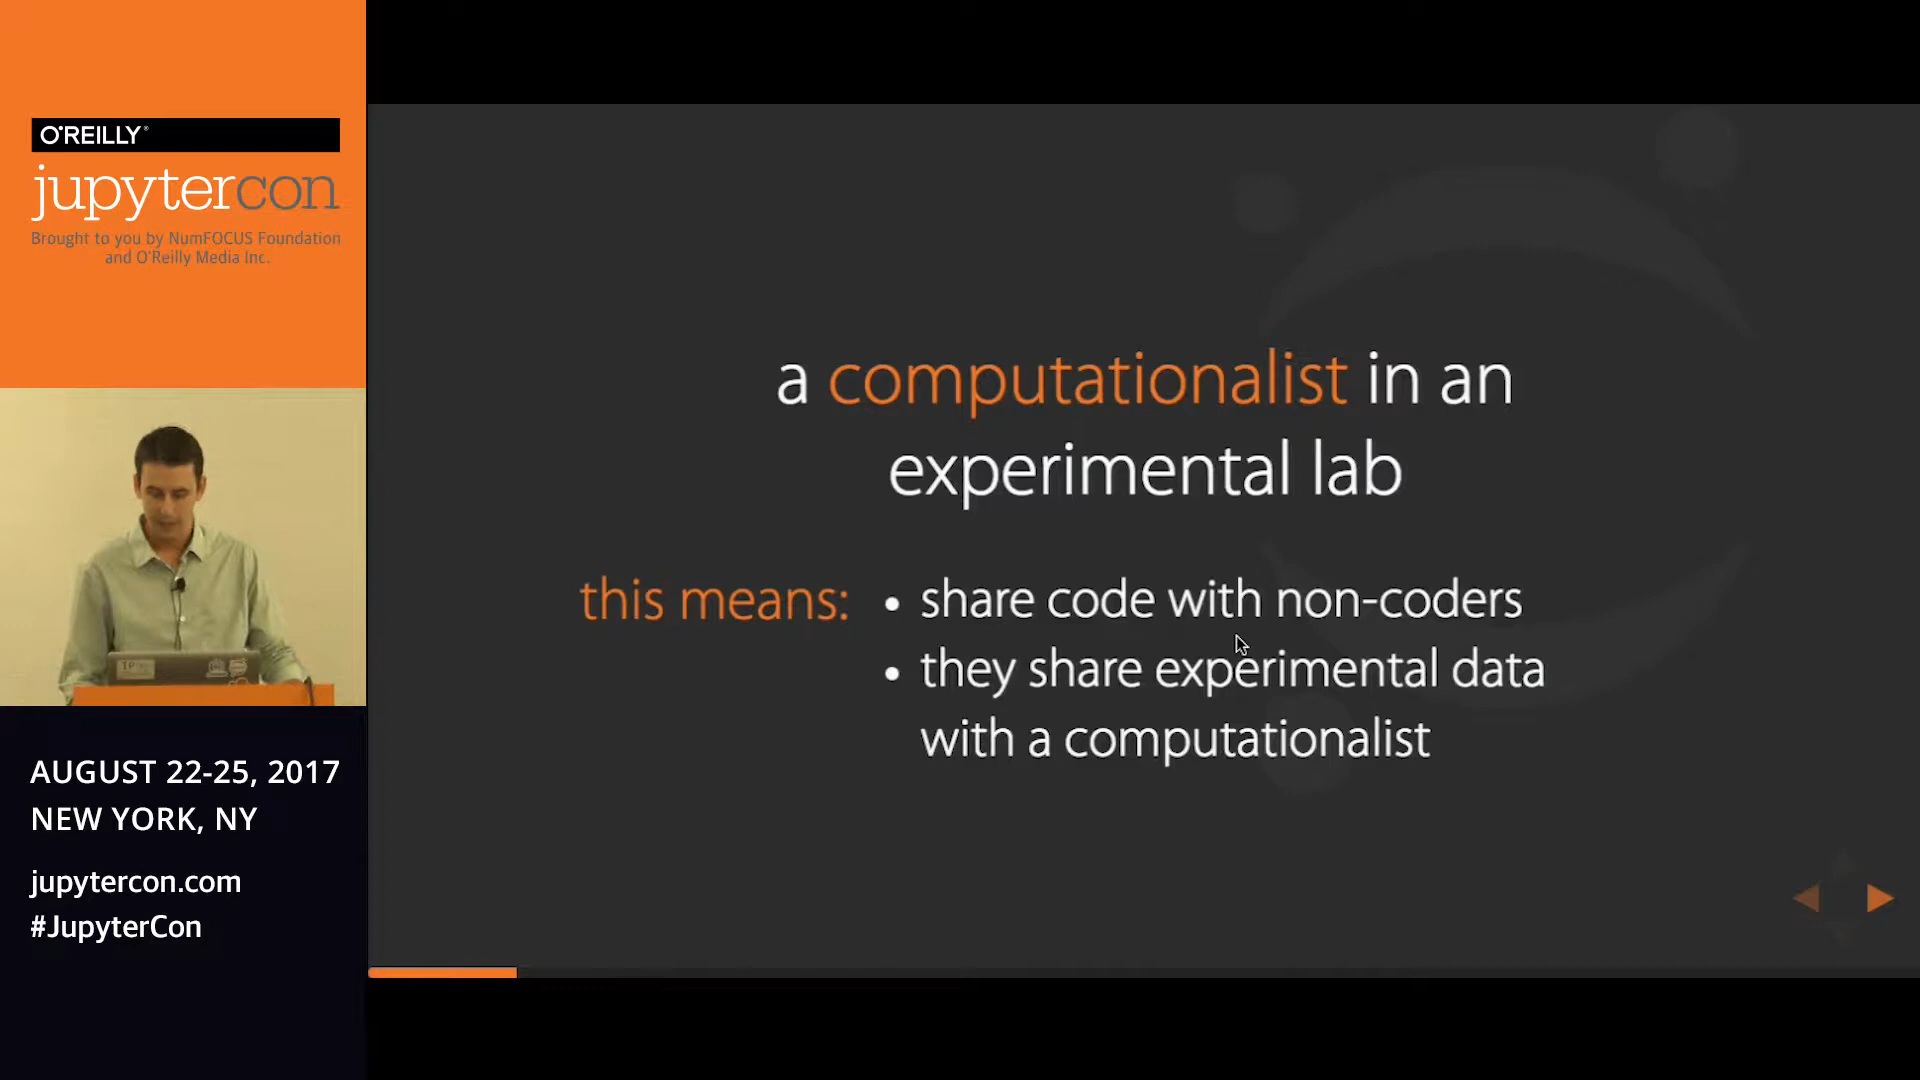 O'REILLY®
jupytercon
Brought to you by NumFOCUS Foundation
and O'Reilly Media Inc.
AUGUST 22-25, 2017
NEW YORK, NY
jupytercon.com
#JupyterCon
a computationalist in an
experimental lab
this means:
• share code with non-coders
• they share experimental data
with a computationalist